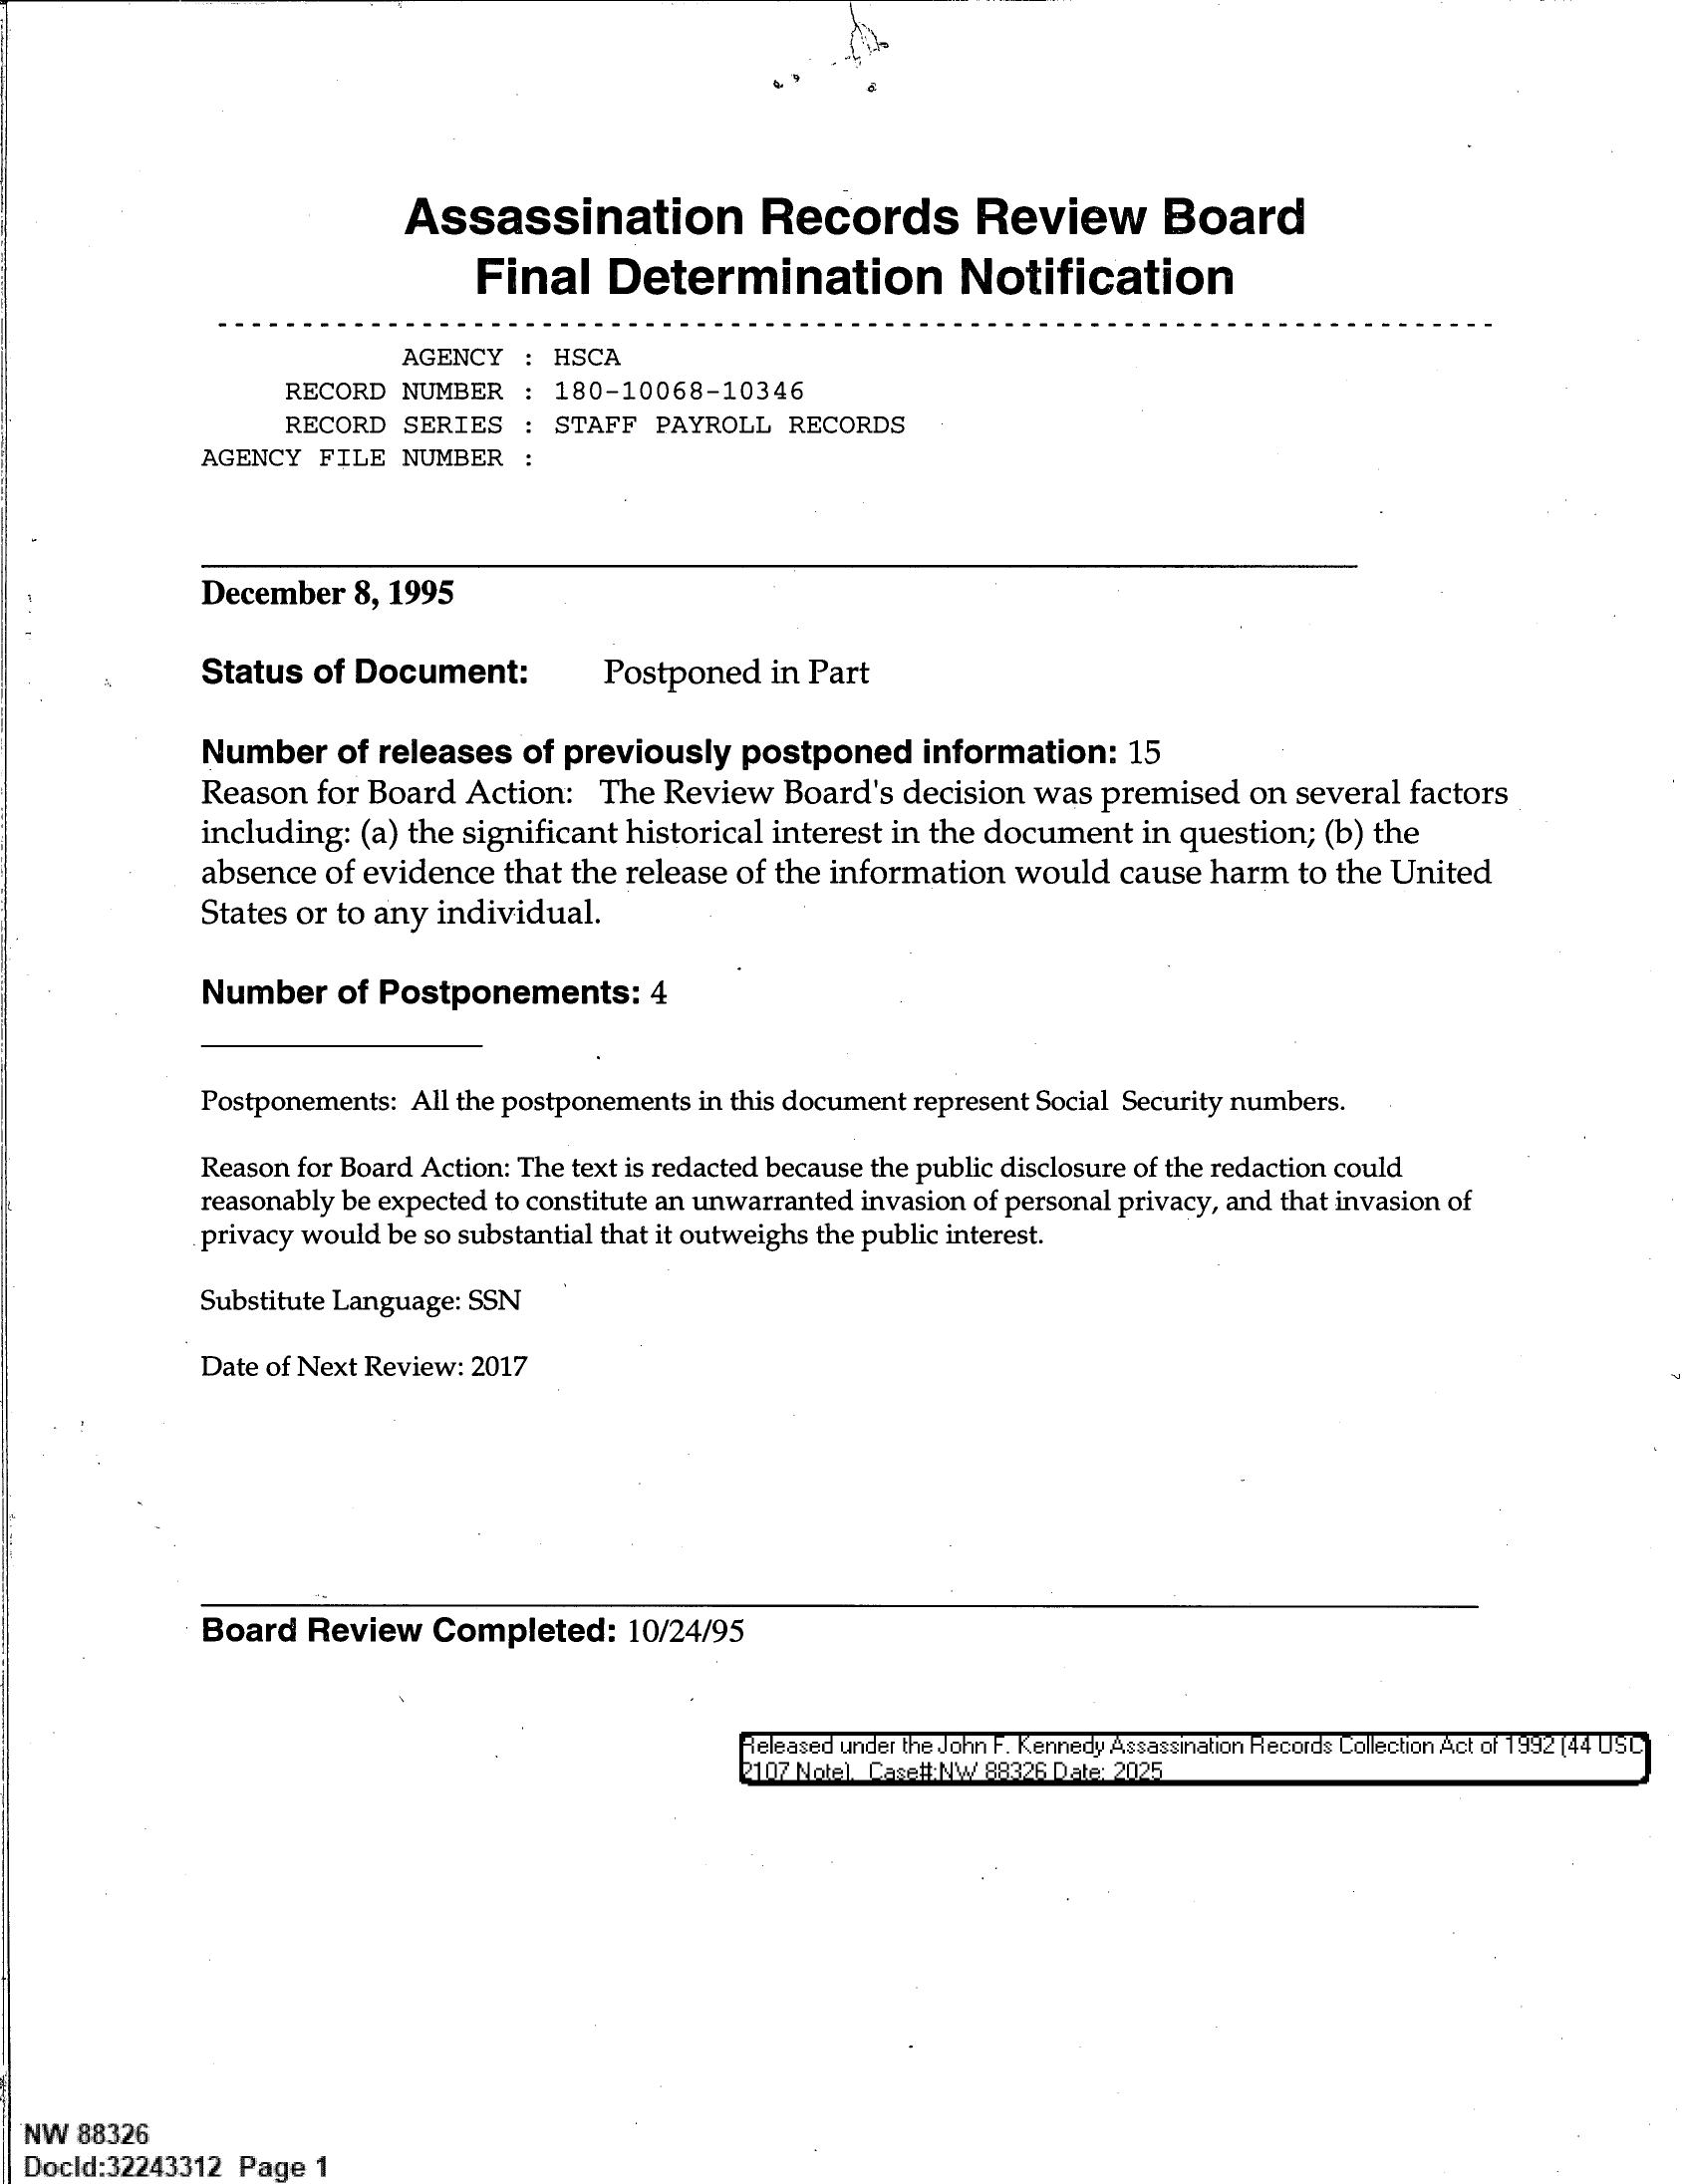 Assassination Records Review Board
Final Determination Notification
AGENCY : HSCA
RECORD NUMBER : 180-10068-10346
RECORD SERIES : STAFF PAYROLL RECORDS
AGENCY FILE NUMBER :
December 8, 1995
Status of Document: Postponed in Part
Number of releases of previously postponed information: 15
Reason for Board Action: The Review Board's decision was premised on several factors
including: (a) the significant historical interest in the document in question; (b) the
absence of evidence that the release of the information would cause harm to the United
States or to any individual.
Number of Postponements: 4
Postponements: All the postponements in this document represent Social Security numbers.
Reason for Board Action: The text is redacted because the public disclosure of the redaction could
reasonably be expected to constitute an unwarranted invasion of personal privacy, and that invasion of
privacy would be so substantial that it outweighs the public interest.
Substitute Language: SSN
Date of Next Review: 2017
Board Review Completed: 10/24/95
Released under the John F. Kennedy Assassination Records Collection Act of 1992 (44 USC
2107 Note). Case#:NW 88326 Date: 2025
NW 88326
DocId:32243312 Page 1